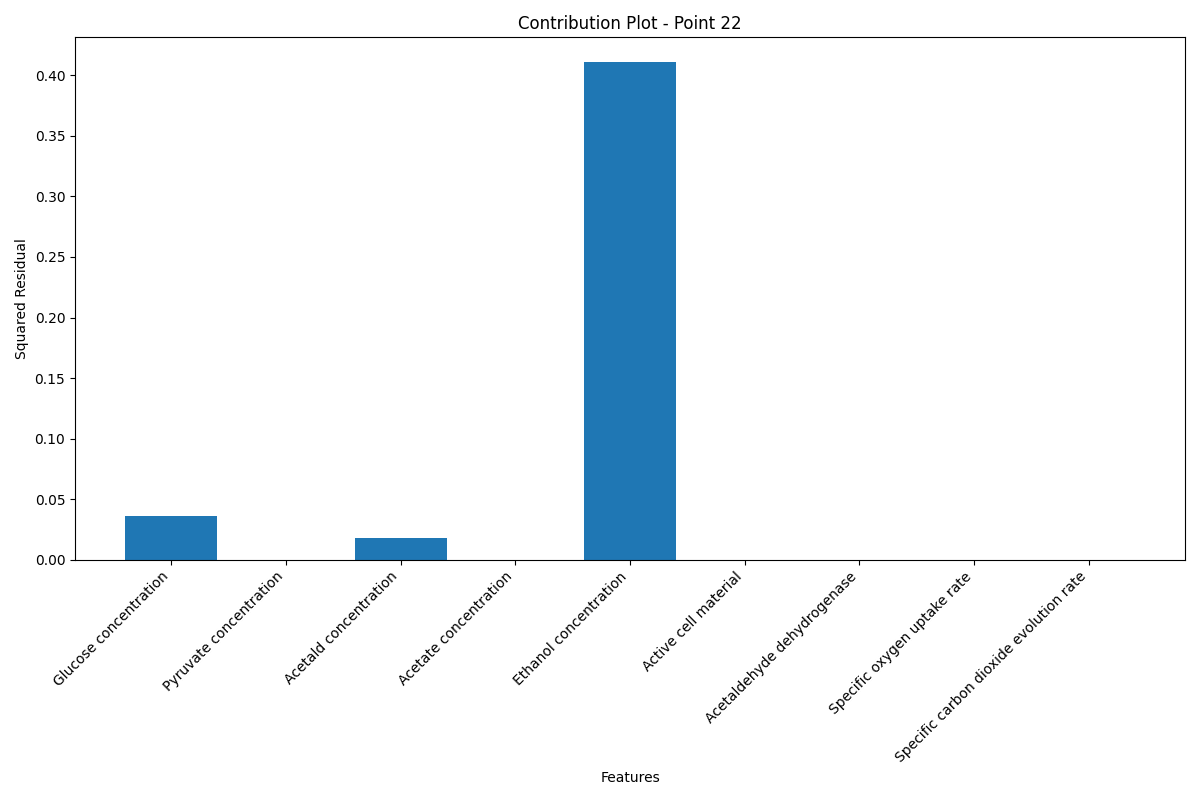 Contribution Plot - Point 22
Squared Residual
0.40
0.35
0.30
0.25
0.20
0.15
0.10
0.05
0.00
Glucose concentration
Pyruvate concentration
Acetald concentration
Acetate concentration
Ethanol concentration
Active cell material
Acetaldehyde dehydrogenase
Specific oxygen uptake rate
Specific carbon dioxide evolution rate
Features